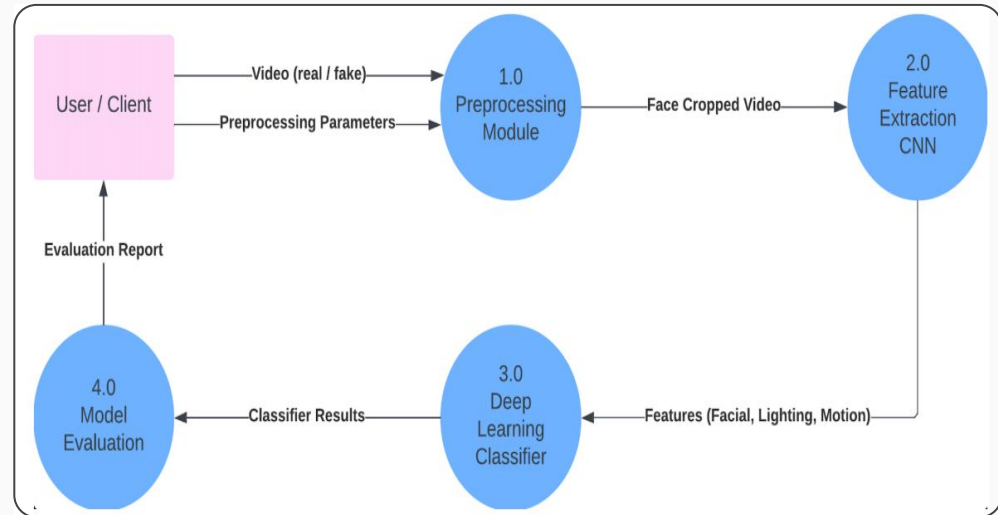 User / Client
Video (real / fake)
Preprocessing Parameters
1.0
Preprocessing
Module
Face Cropped Video
2.0
Feature
Extraction
CNN
Evaluation Report
4.0
Model
Evaluation
Classifier Results
3.0
Deep
Learning
Classifier
Features (Facial, Lighting, Motion)